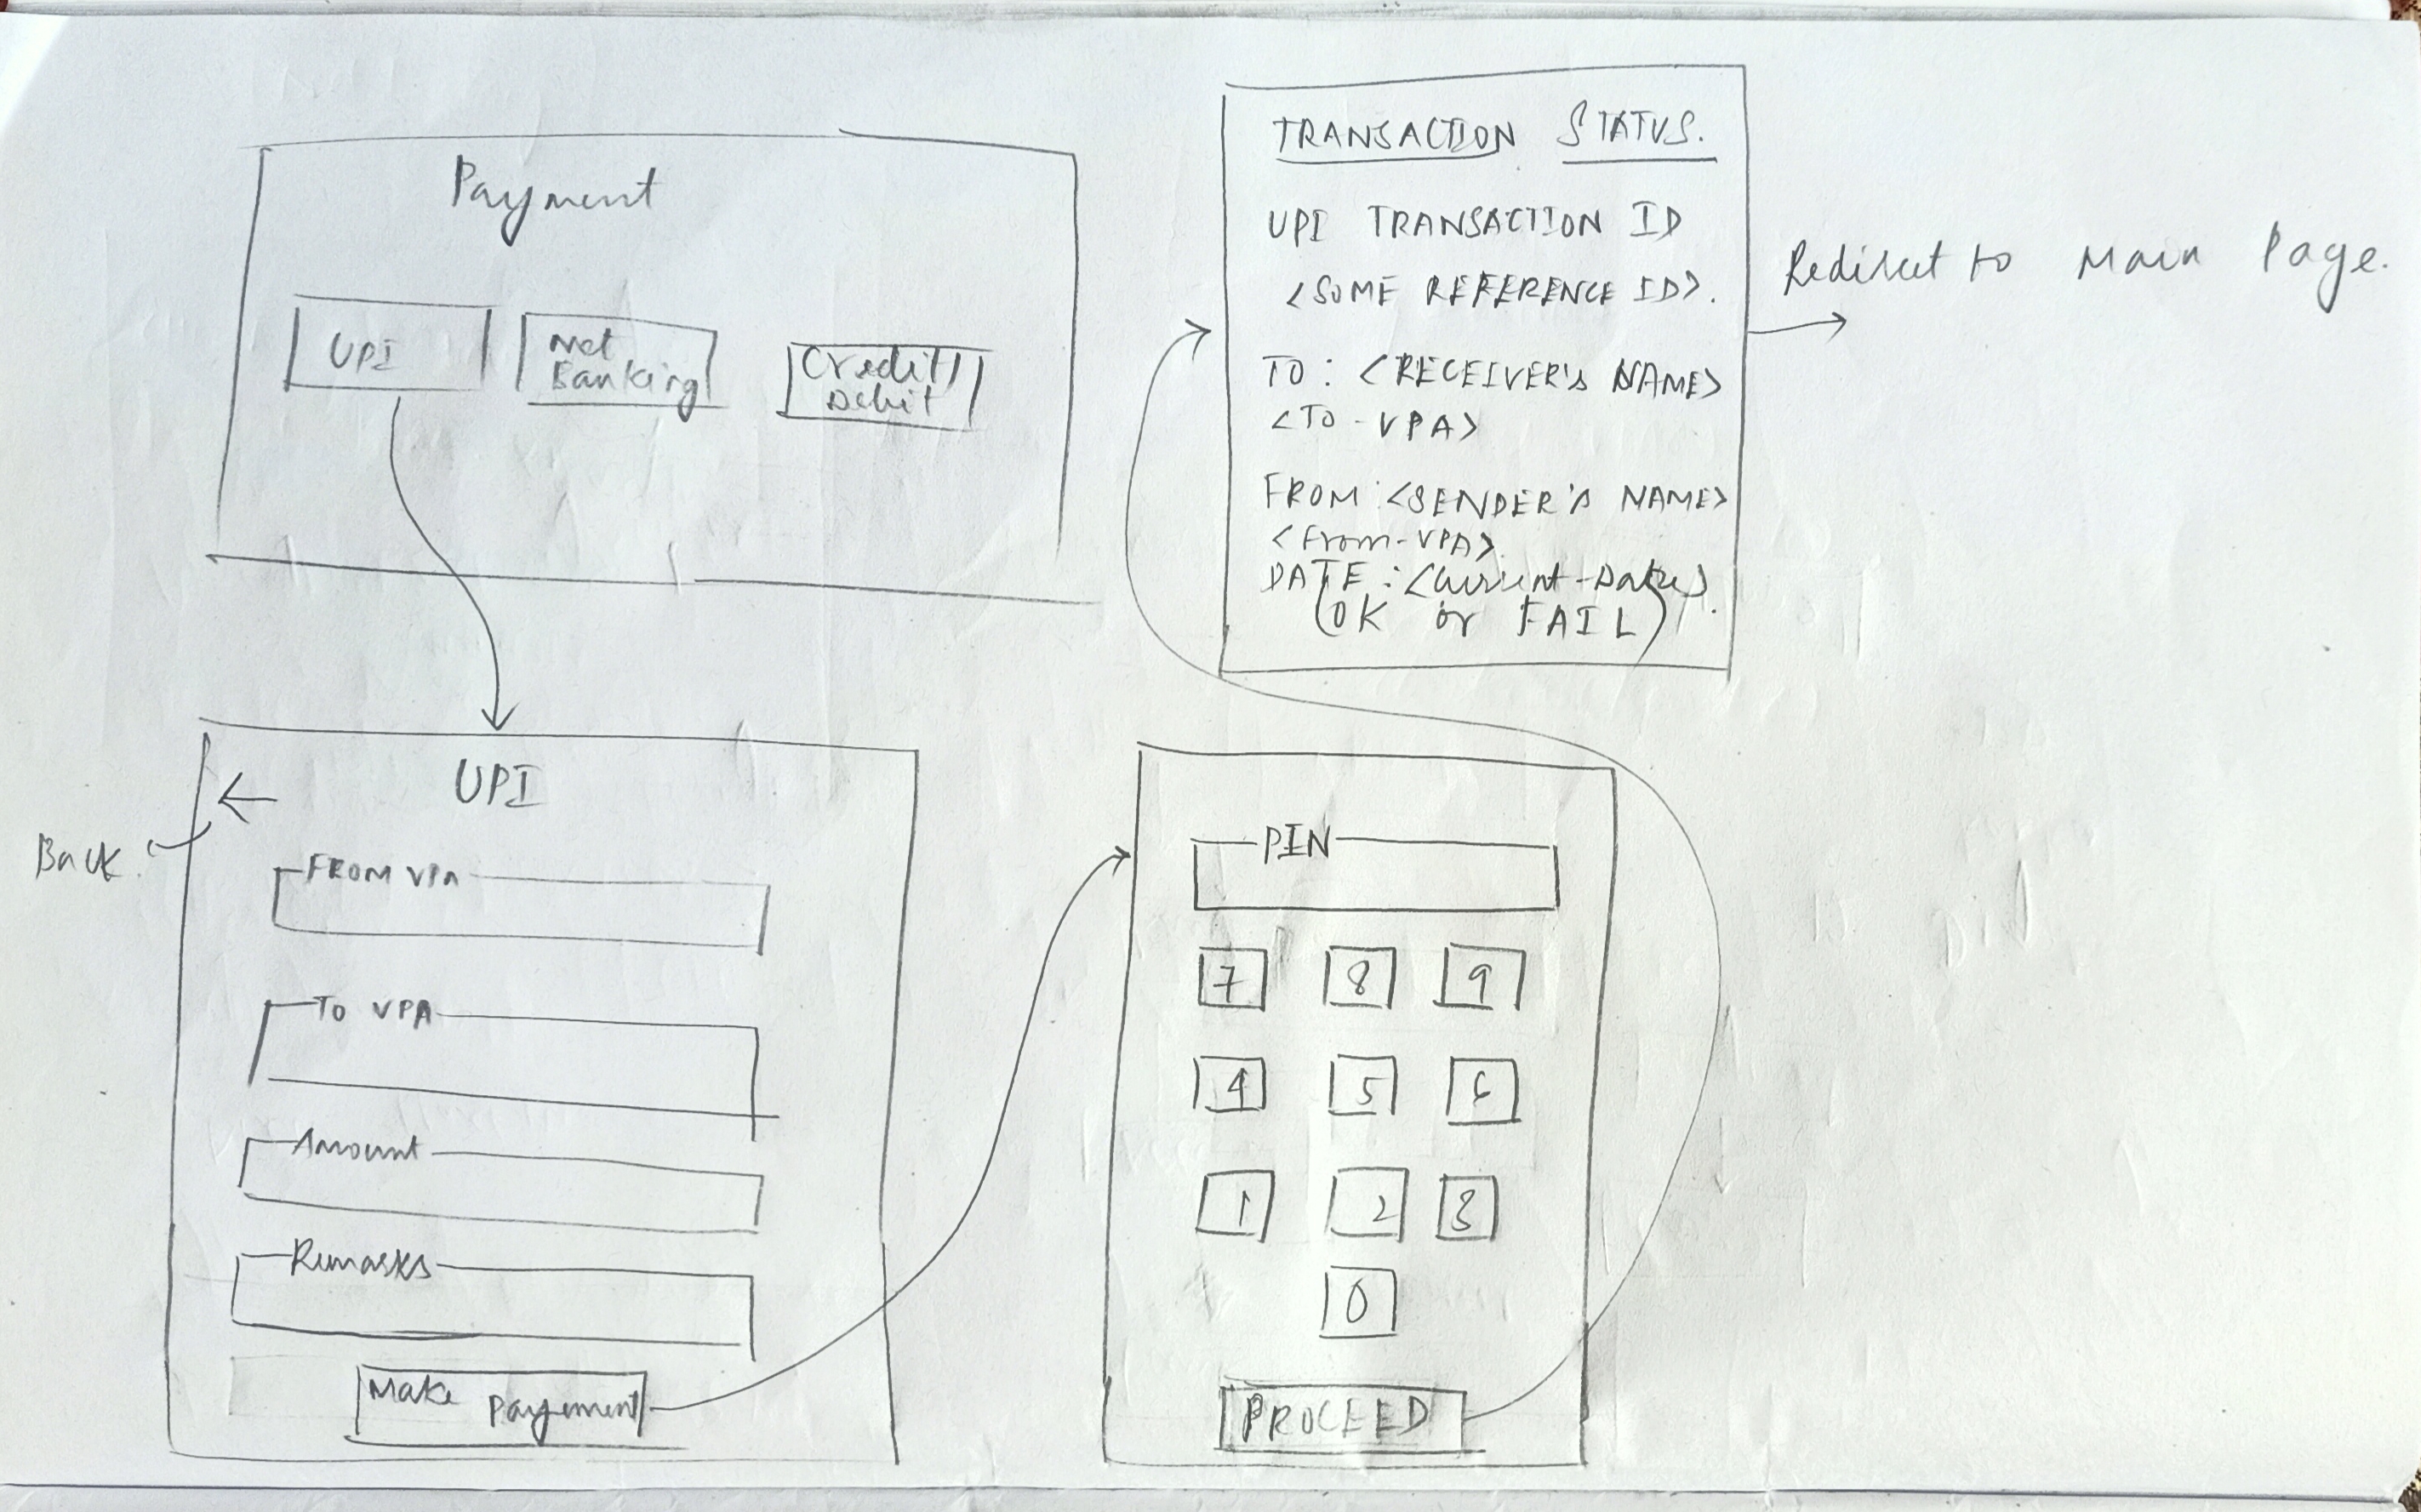 Payment
UPI
Net
Banking
Credit/
Debit
UPI
Back
FROM VPA
To VPA
Amount
Remarks
Make Payement
PIN
7 8 9
4 5 6
1 2 3
0
PROCEED
TRANSACTION STATUS.
UPI TRANSACTION ID
<SOME REFERENCE ID>.
TO: <RECEIVER'S NAME>
<TO-VPA>
FROM: <SENDER'S NAME>
<From-VPA>
DATE: <Current-Date>.
(OK or FAIL)
Redirect to Main Page.